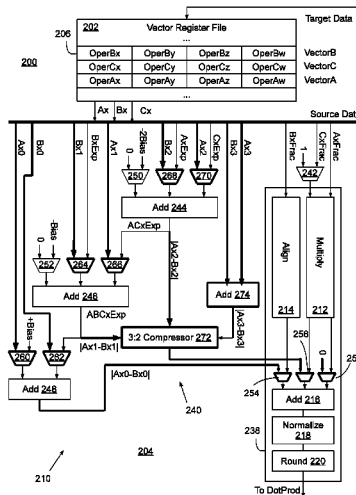 Target Data
202
Vector Register File
...
206
200
OperBx OperBy OperBz OperBw VectorB
OperCx OperCy OperCz OperCw VectorC
OperAx OperAy OperAz OperAw VectorA
...
Ax Bx Cx
Source Data
Ax0
Bx0
-Bias
0
Bx1
BxExp
Ax1
0
-2Bias
Bx2
AxExp
Ax2
CxExp
Bx3
Ax3
BxFrac
1
CxFrac
AxFrac
250 268 270
242
Add 244
ACxExp
|Ax2-Bx2|
252 264 266
Add 246
Add 274
ABCxExp
|Ax3-Bx3|
Align
214
Multiply
212
3:2 Compressor 272
|Ax1-Bx1|
+Bias
260 262
Add 248
|Ax0-Bx0|
240
254
256
0
Add 216
Normalize
218
238
Round 220
204
210
To DotProd